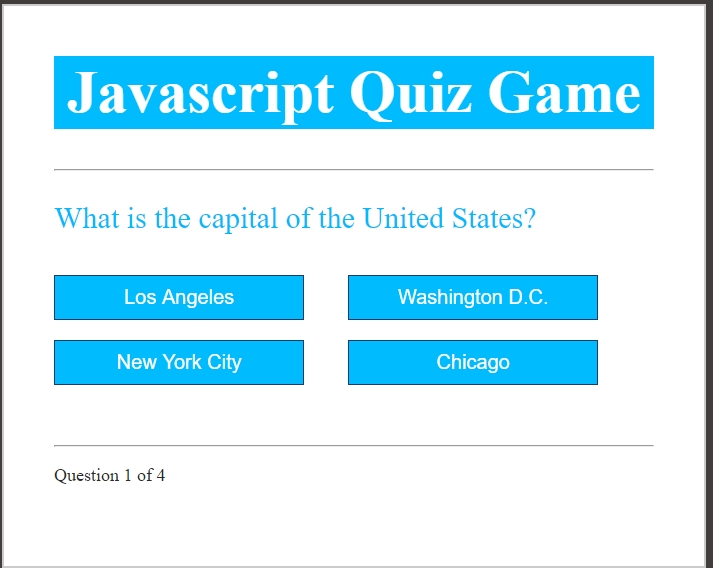 Javascript Quiz Game
What is the capital of the United States?
Los Angeles
Washington D.C.
New York City
Chicago
Question 1 of 4